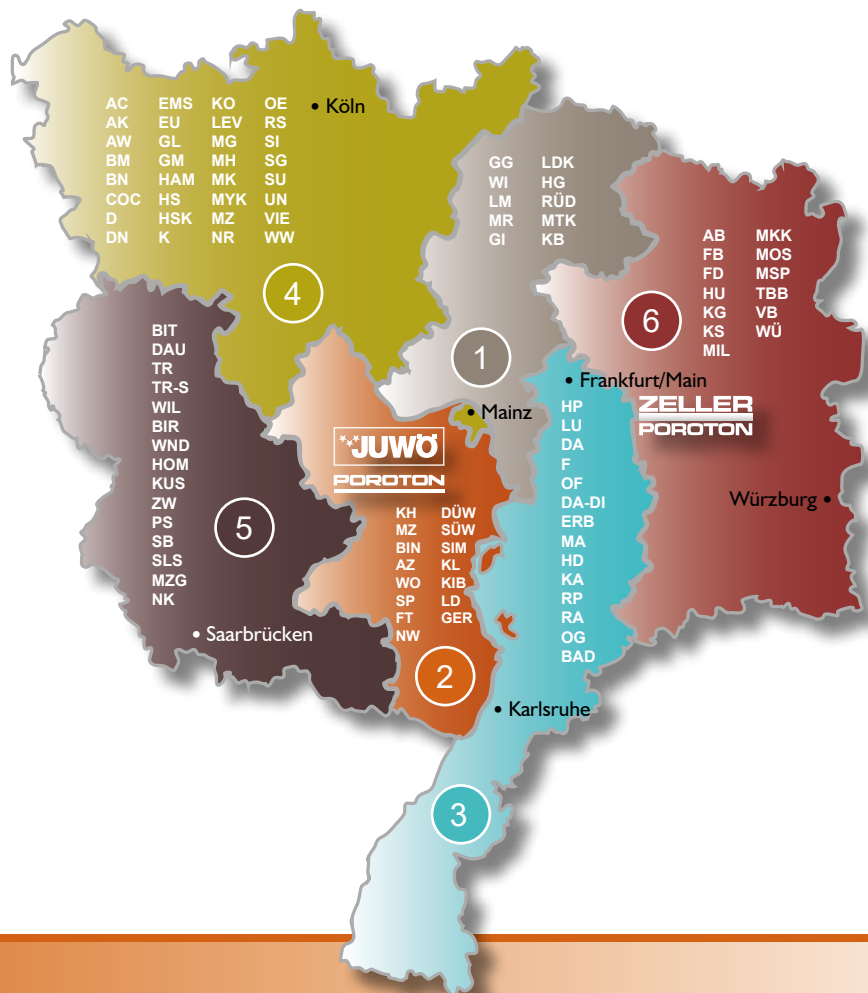 AC EMS KO OE
AK EU LEV RS
AW GL MG SI
BM GM MH SG
BN HAM MK SU
COC HS MYK UN
D HSK MZ VIE
DN K NR WW
• Köln
4
GG LDK
WI HG
LM RÜD
MR MTK
GI KB
1
AB MKK
FB MOS
FD MSP
HU TBB
KG VB
KS WÜ
MIL
6
BIT
DAU
TR
TR-S
WIL
BIR
WND
HOM
KUS
ZW
PS
SB
SLS
MZG
NK
5
• Saarbrücken
• Mainz
JUWÖ
POROTON
KH DÜW
MZ SÜW
BIN SIM
AZ KL
WO KIB
SP LD
FT GER
NW
2
• Frankfurt/Main
HP
LU
DA
F
OF
DA-DI
ERB
MA
HD
KA
RP
RA
OG
BAD
ZELLER
POROTON
Würzburg •
• Karlsruhe
3